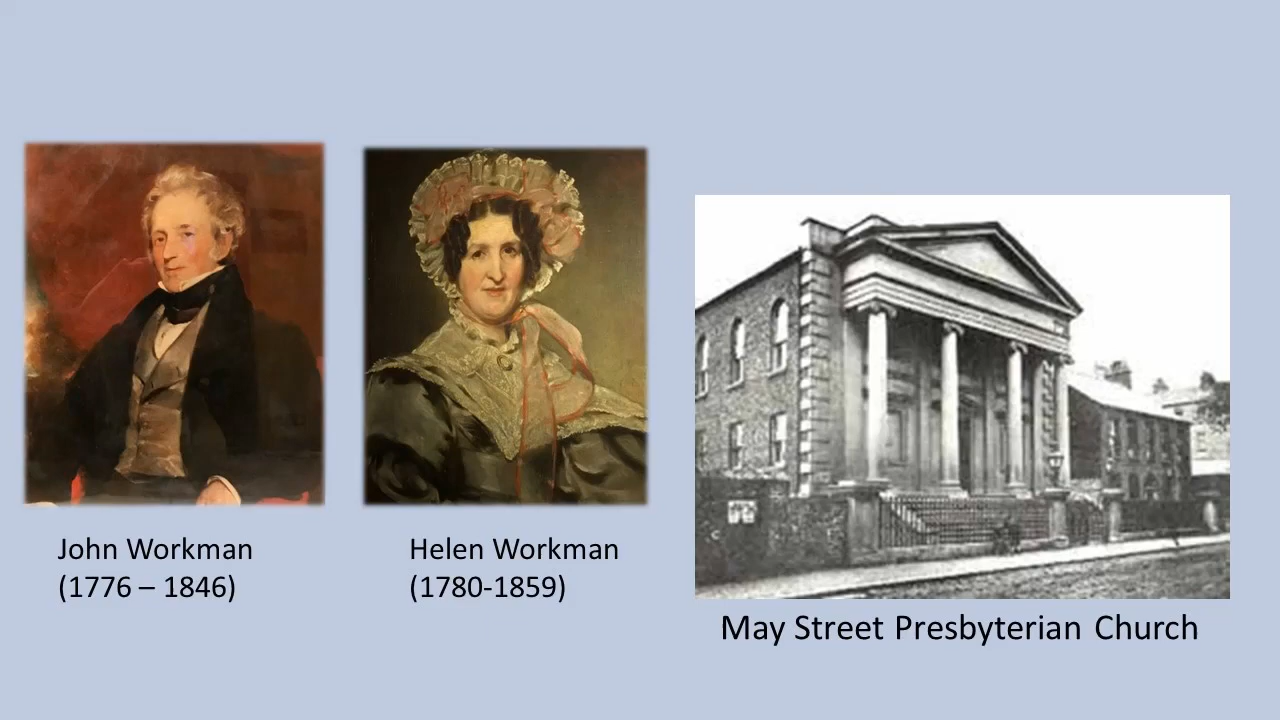 John Workman
(1776 – 1846)
Helen Workman
(1780-1859)
May Street Presbyterian Church